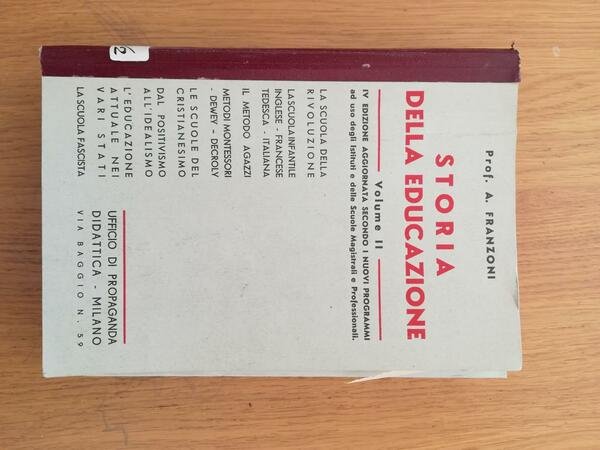 Prof. A. FRANZONI
STORIA
DELLA EDUCAZIONE
Volume II
IV EDIZIONE AGGIORNATA SECONDO I NUOVI PROGRAMMI
ad uso degli Istituti e delle Scuole Magistrali e Professionali.
LA SCUOLA DELLA
RIVOLUZIONE
LA SCUOLA INFANTILE
INGLESE - FRANCESE
TEDESCA - ITALIANA
IL METODO AGAZZI
METODI MONTESSORI
- DEWEY - DECROLY
LE SCUOLE DEL
CRISTIANESIMO
DAL POSITIVISMO
ALL'IDEALISMO
L'EDUCAZIONE
ATTUALE NEI
VARI STATI
LA SCUOLA FASCISTA
UFFICIO DI PROPAGANDA
DIDATTICA - MILANO
VIA BAGGIO N. 59